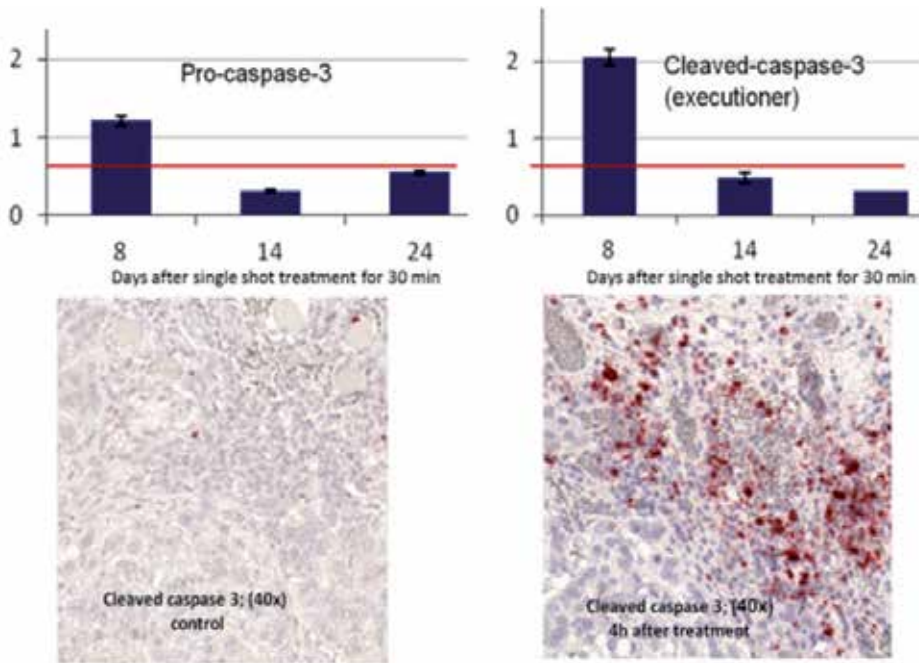 2
Pro-caspase-3
1
0
8
14
24
Days after single shot treatment for 30 min
2
Cleaved-caspase-3
(executioner)
1
0
8
14
24
Days after single shot treatment for 30 min
Cleaved caspase 3; (40x)
control
Cleaved caspase 3; (40x)
4h after treatment